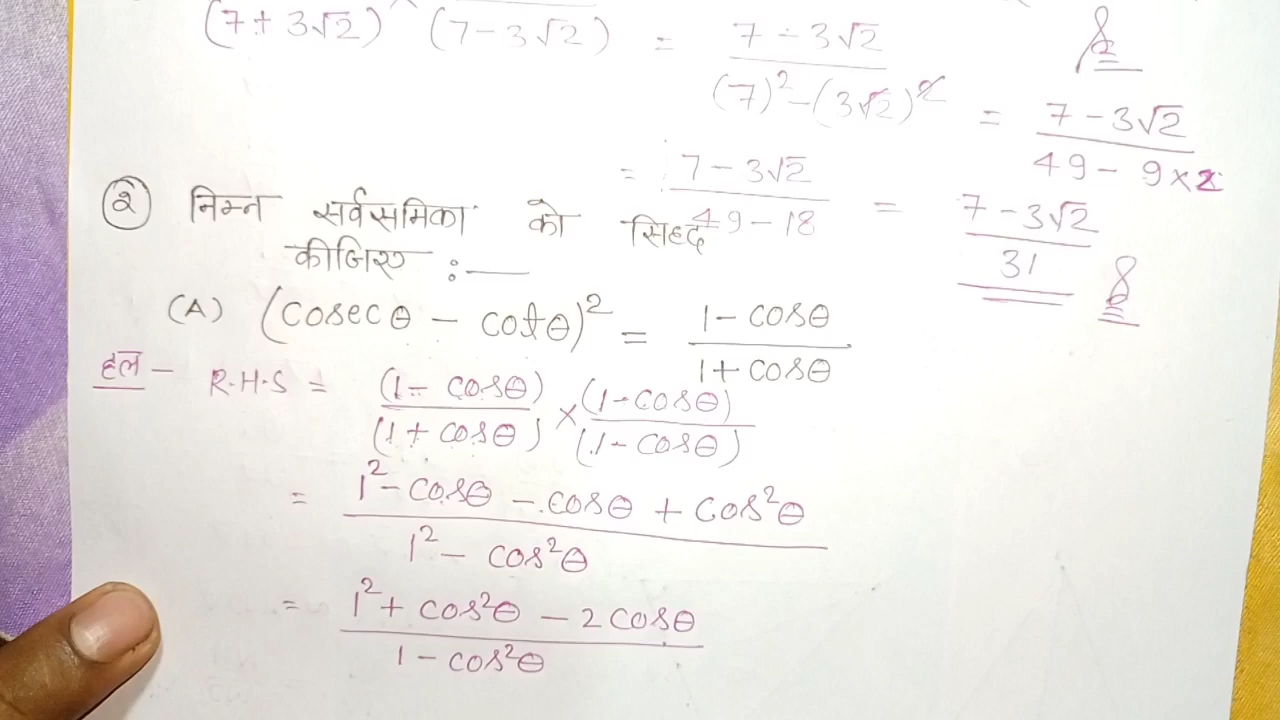 (7+3√2) (7-3√2) = 7-3√2 / (7)²-(3√2)² = 7-3√2 / 49-9×2
= 7-3√2 / 49-18 = 7-3√2 / 31
② निम्न सर्वसमिका को सिध्द
कीजिए :—
(A) (cosecθ - cotθ)² = 1-cosθ / 1+cosθ
हल - R.H.S = (1-cosθ) / (1+cosθ) × (1-cosθ) / (1-cosθ)
= 1²-cosθ-cosθ+cos²θ / 1²-cos²θ
= 1²+cos²θ-2cosθ / 1-cos²θ